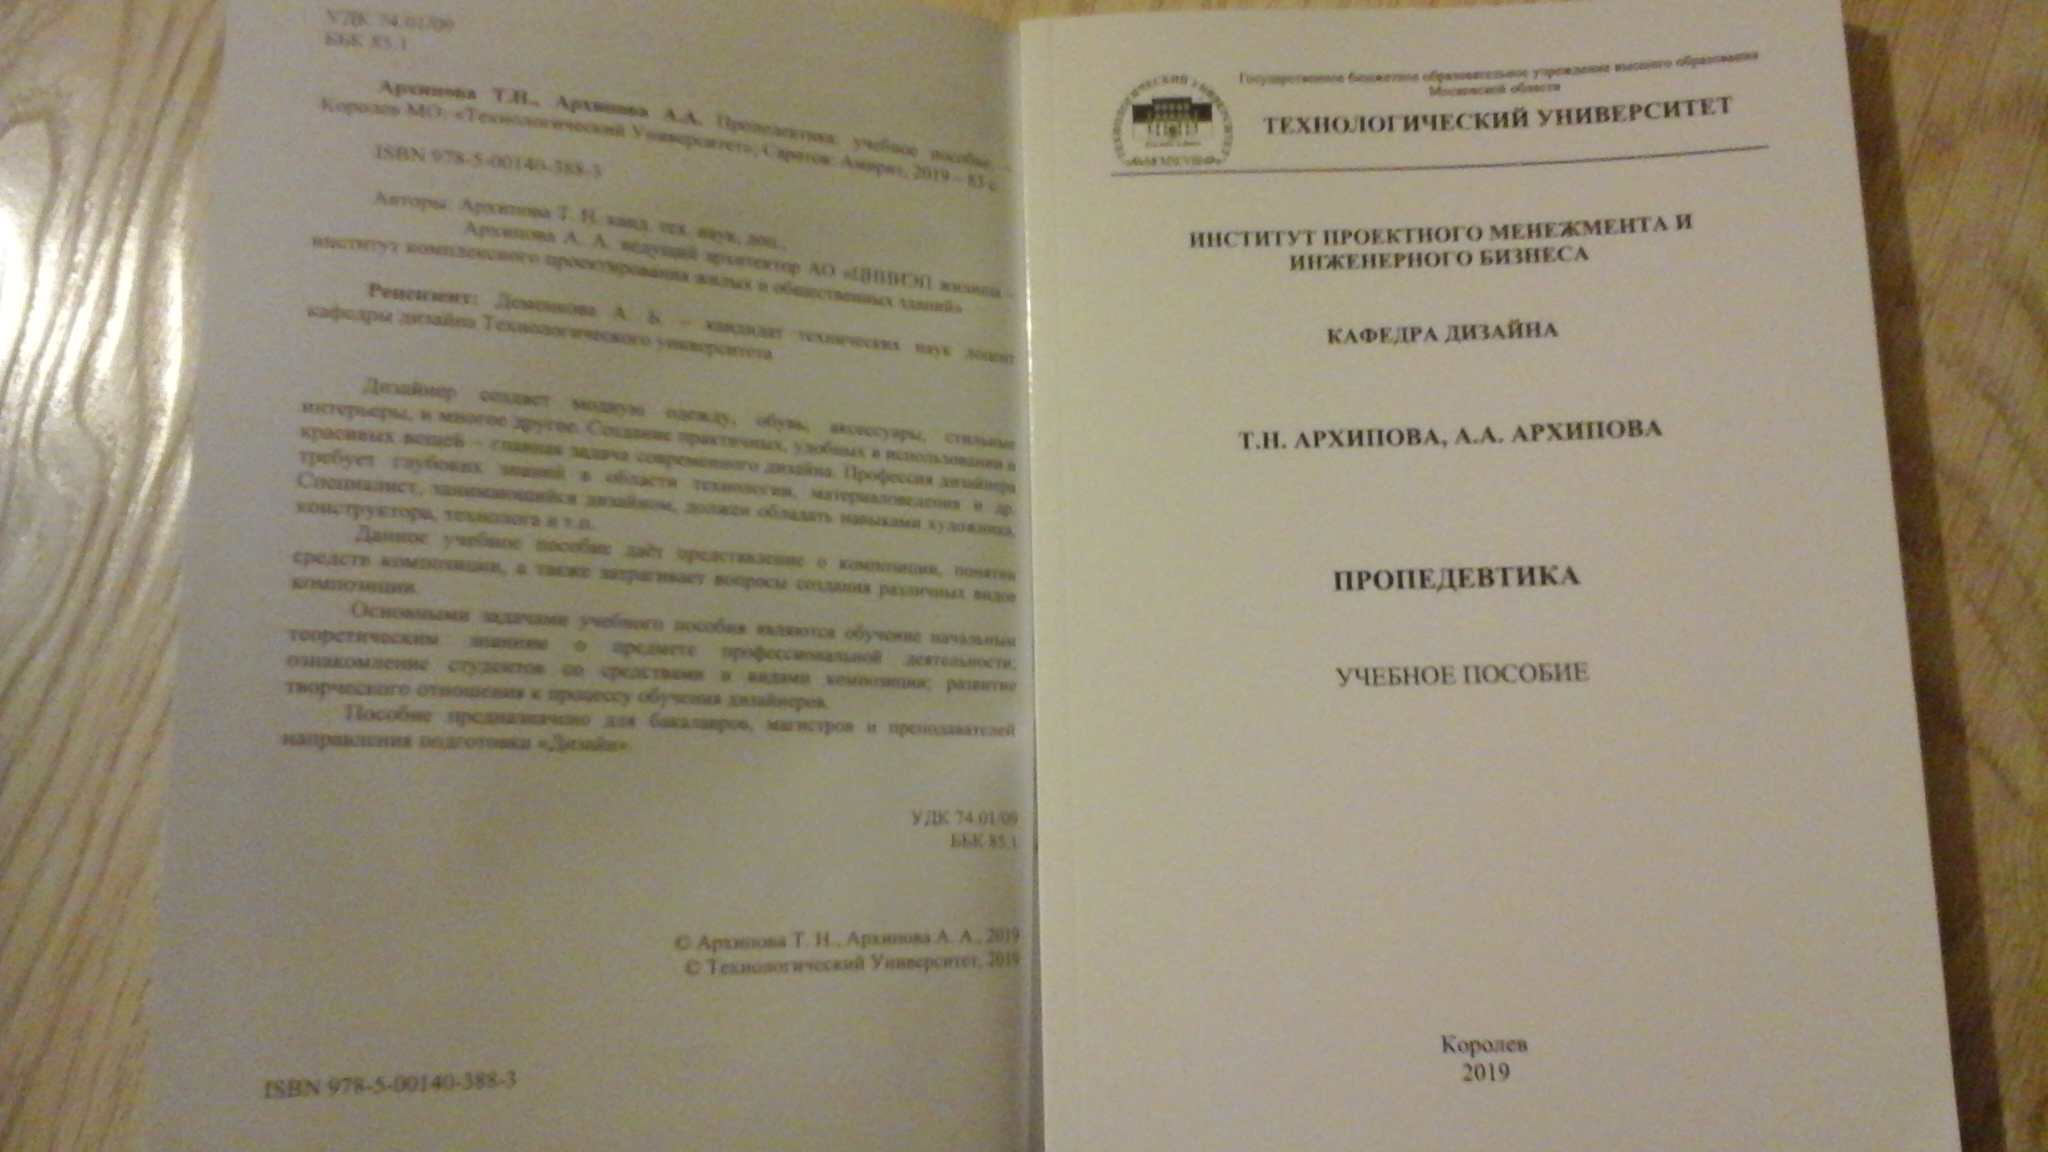 УДК 74.01/09
ББК 85.1
Архипова Т.Н., Архипова А.А. Пропедевтика: учебное пособие. –
Королев МО: «Технологический Университет»; Саратов: Амирит, 2019 – 83 с.
ISBN 978-5-00140-388-3
Авторы: Архипова Т. Н. канд. тех. наук, доц.,
Архипова А. А. ведущий архитектор АО «ЦНИИЭП жилища –
институт комплексного проектирования жилых и общественных зданий»
Рецензент: Деменкова А. Б. – кандидат технических наук доцент
кафедры дизайна Технологического университета
Дизайнер создает модную одежду, обувь, аксессуары, стильные
интерьеры, и многое другое. Создание практичных, удобных в использовании и
красивых вещей – главная задача современного дизайна. Профессия дизайнера
требует глубоких знаний в области технологии, материаловедения и др.
Специалист, занимающийся дизайном, должен обладать навыками художника,
конструктора, технолога и т.п.
Данное учебное пособие даёт представление о композиции, понятии
средств композиции, а также затрагивает вопросы создания различных видов
композиции.
Основными задачами учебного пособия являются обучение начальным
теоретическим знаниям о предмете профессиональной деятельности;
ознакомление студентов со средствами и видами композиции; развитие
творческого отношения к процессу обучения дизайнеров.
Пособие предназначено для бакалавров, магистров и преподавателей
направления подготовки «Дизайн»
УДК 74.01/09
ББК 85.1
© Архипова Т. Н., Архипова А. А., 2019
© Технологический Университет, 2019
ISBN 978-5-00140-388-3
ТЕХНОЛОГИЧЕСКИЙ УНИВЕРСИТЕТ
Государственное бюджетное образовательное учреждение высшего образования
Московской области
ТЕХНОЛОГИЧЕСКИЙ УНИВЕРСИТЕТ
ИНСТИТУТ ПРОЕКТНОГО МЕНЕЖМЕНТА И
ИНЖЕНЕРНОГО БИЗНЕСА
КАФЕДРА ДИЗАЙНА
Т.Н. АРХИПОВА, А.А. АРХИПОВА
ПРОПЕДЕВТИКА
УЧЕБНОЕ ПОСОБИЕ
Королев
2019